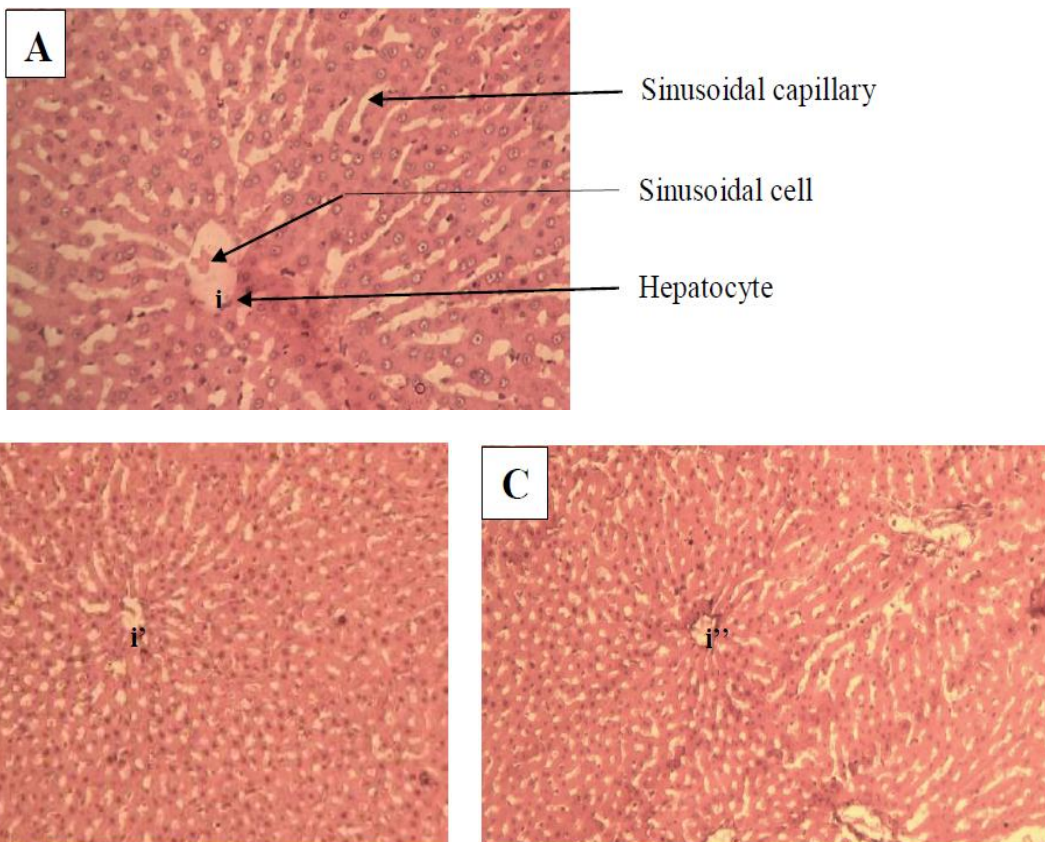 A
Sinusoidal capillary
Sinusoidal cell
i
Hepatocyte
i’
C
i’’